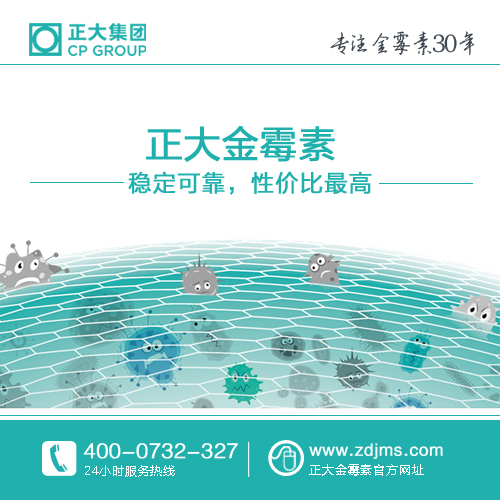 正大集团
CP GROUP
专注金霉素30年
正大金霉素
稳定可靠，性价比最高
400-0732-327
24小时服务热线
www.zdjms.com
正大金霉素官方网址